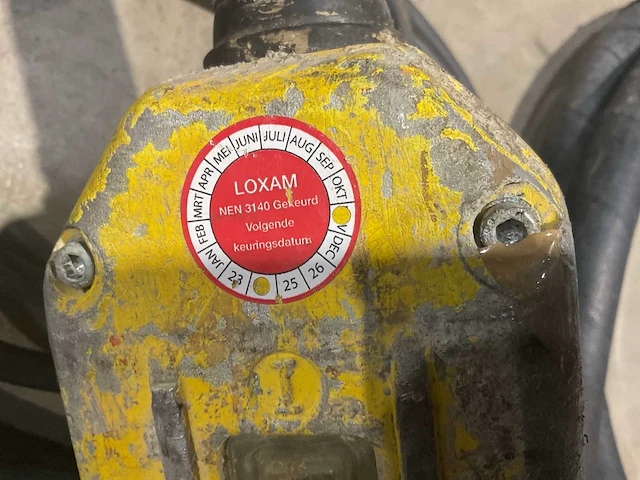 LOXAM
NEN 3140 Gekeurd
Volgende
keuringsdatum
JAN FEB MRT APR MEI JUNI JULI AUG SEP OKT V DEC
23 25 26
I